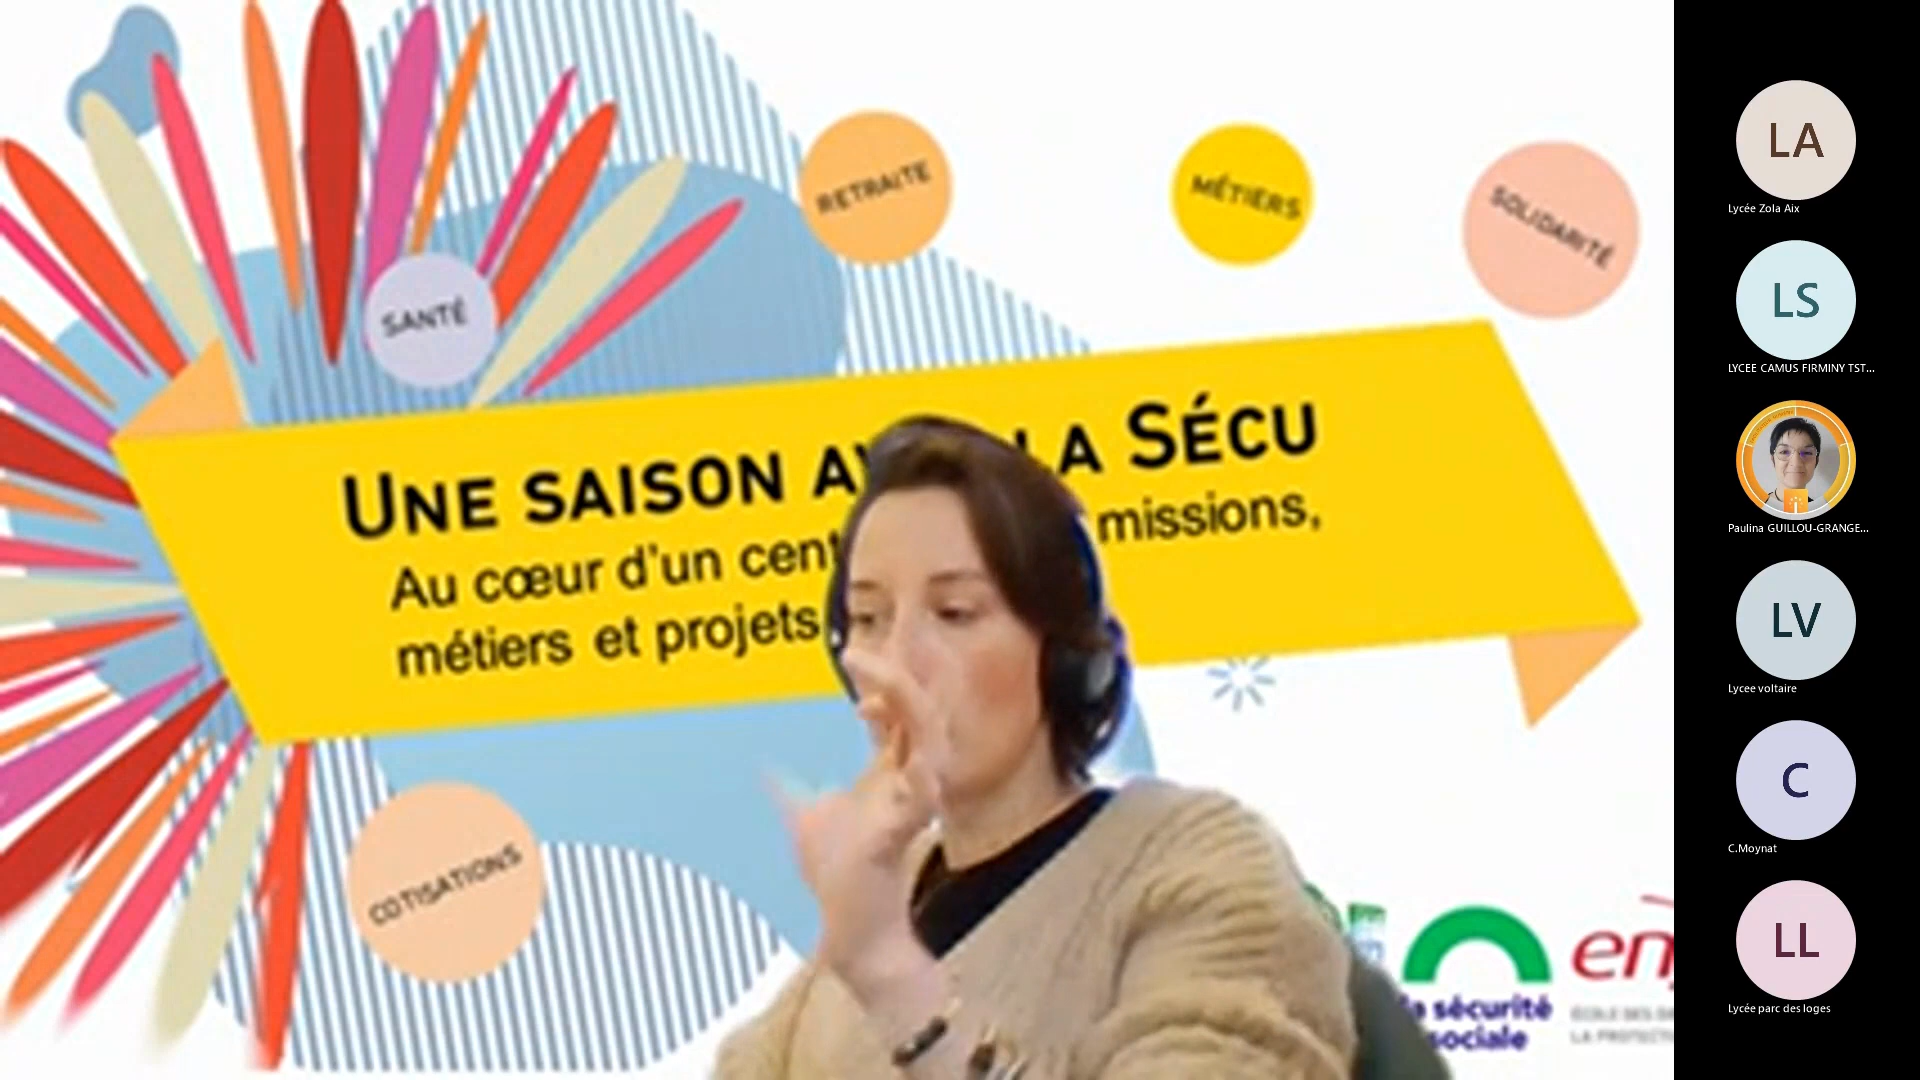 RETRAITE
MÉTIERS
SOLIDARITÉ
SANTÉ
UNE SAISON LA SÉCU
Au cœur d'un missions,
métiers et projets
COTISATIONS
la sécurité
sociale
LA
Lycée Zola Aix
LS
LYCEE CAMUS FIRMINY TST...
Paulina GUILLOU-GRANGE...
LV
Lycee voltaire
C
C.Moynat
LL
Lycée parc des loges